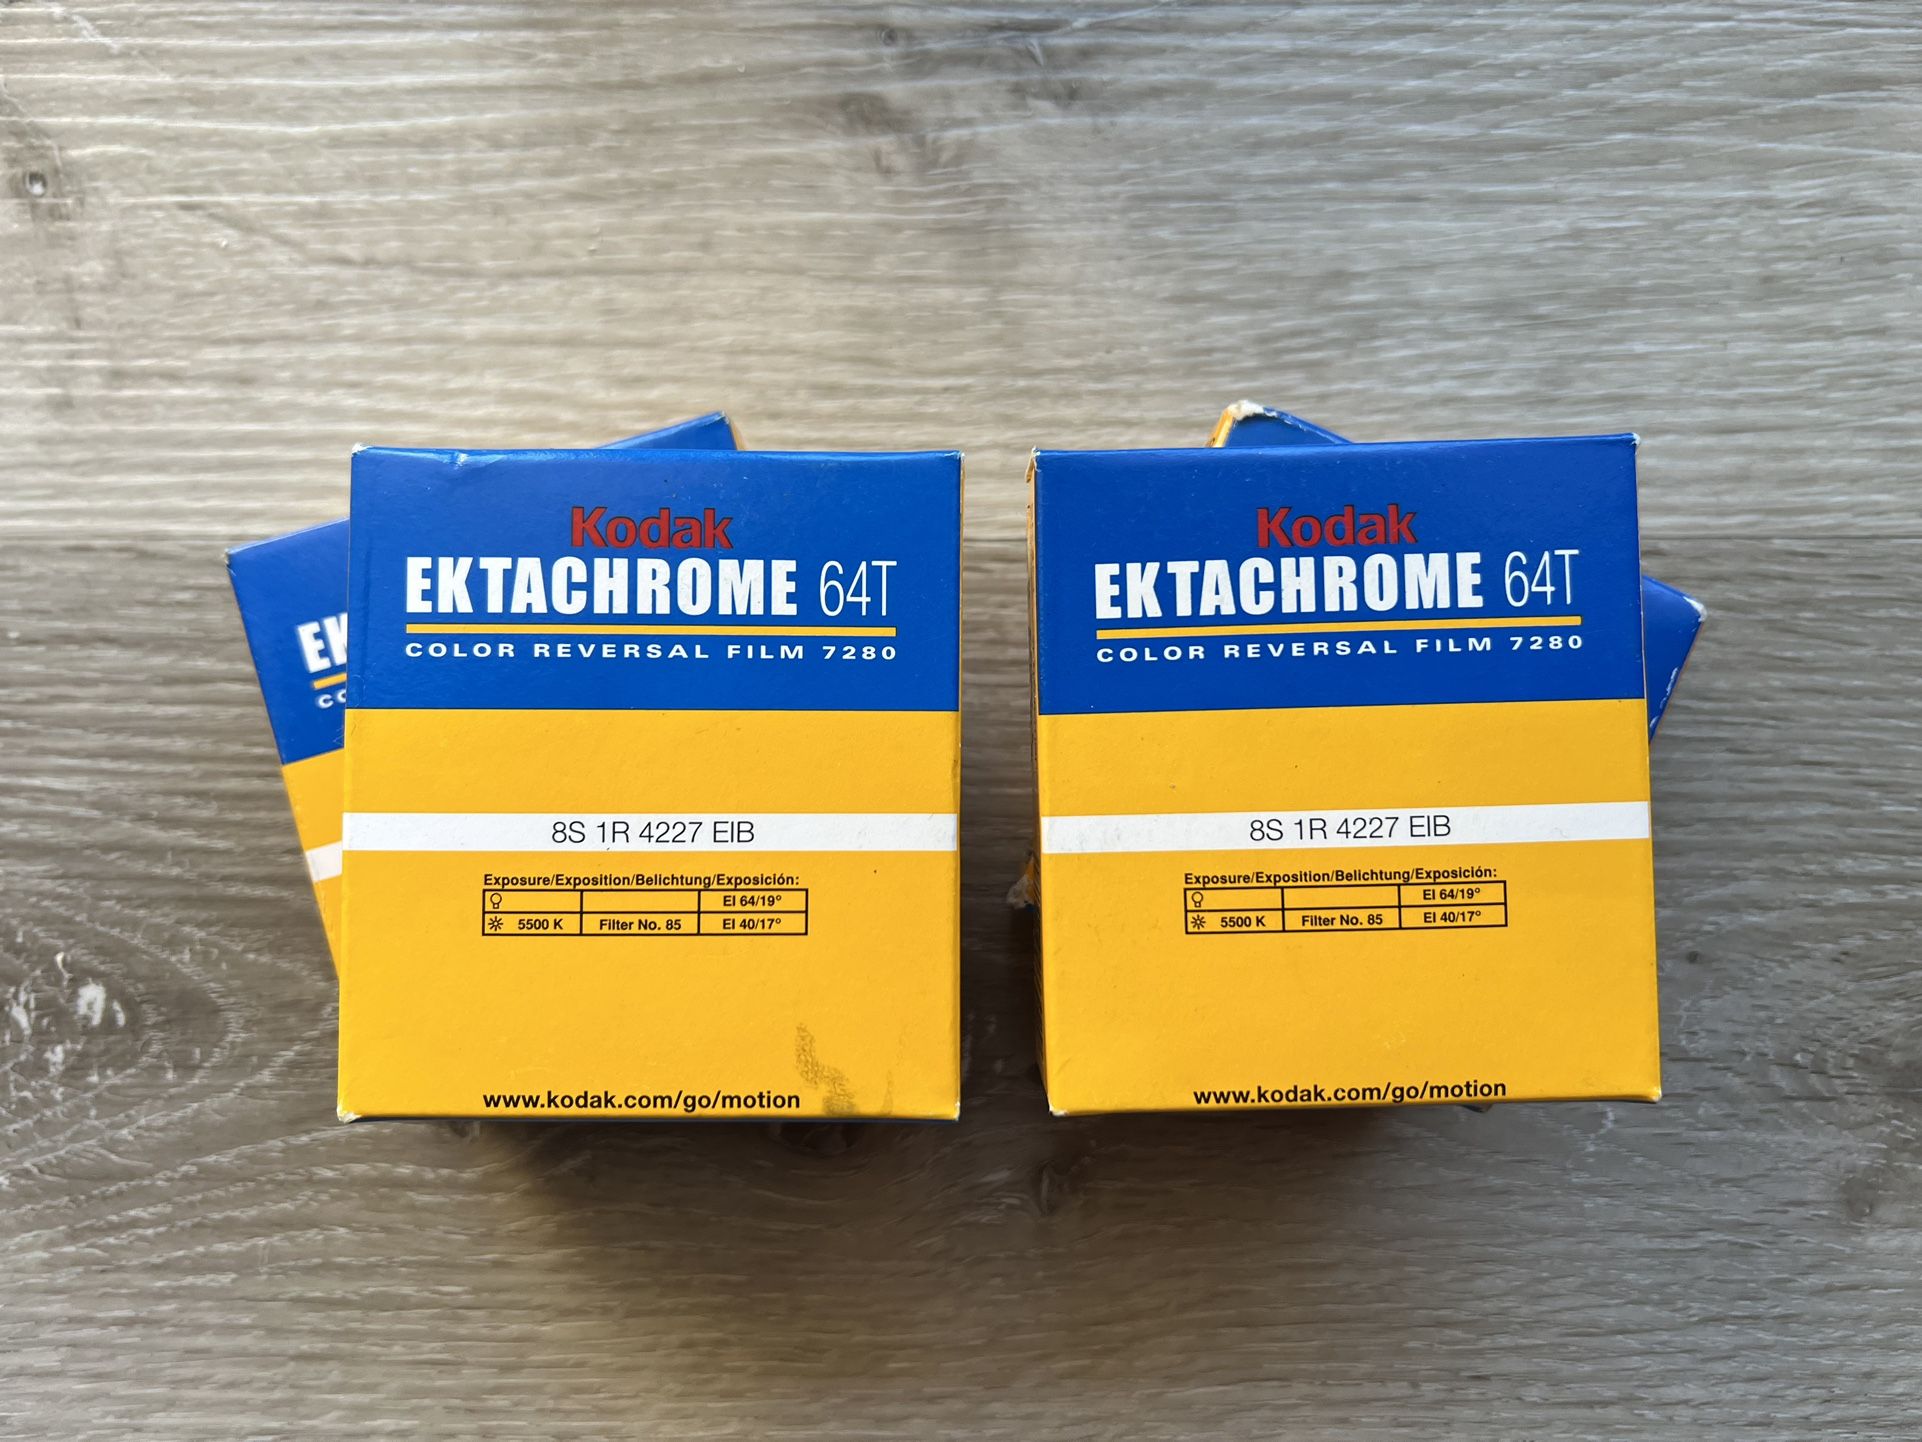 Kodak
EKTACHROME 64T
COLOR REVERSAL FILM 7280
8S 1R 4227 EIB
Exposure/Exposition/Belichtung/Exposición:
EI 64/19°
5500 K Filter No. 85 EI 40/17°
www.kodak.com/go/motion
Kodak
EKTACHROME 64T
COLOR REVERSAL FILM 7280
8S 1R 4227 EIB
Exposure/Exposition/Belichtung/Exposición:
EI 64/19°
5500 K Filter No. 85 EI 40/17°
www.kodak.com/go/motion
EK
CO